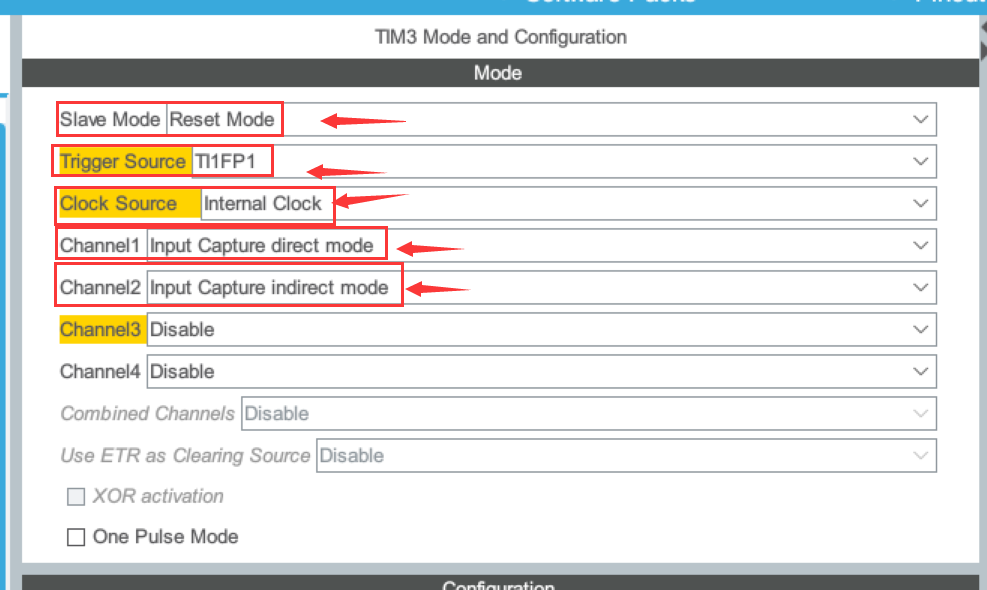 TIM3 Mode and Configuration
Mode
Slave Mode Reset Mode
Trigger Source TI1FP1
Clock Source Internal Clock
Channel1 Input Capture direct mode
Channel2 Input Capture indirect mode
Channel3 Disable
Channel4 Disable
Combined Channels Disable
Use ETR as Clearing Source Disable
XOR activation
One Pulse Mode
Configuration